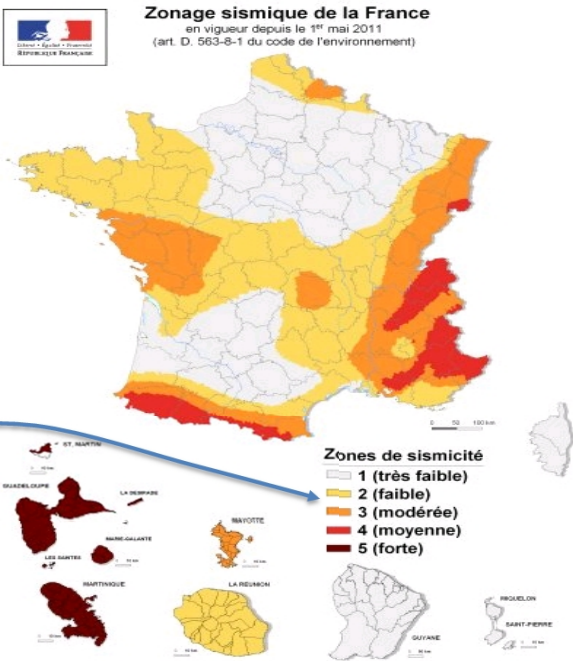 Zonage sismique de la France
en vigueur depuis le 1er mai 2011
(art. D. 563-8-1 du code de l'environnement)
Liberté • Égalité • Fraternité
RÉPUBLIQUE FRANÇAISE
0 50 100 km
ST. MARTIN
GUADELOUPE
LA DESIRADE
MARIE-GALANTE
LES SAINTES
MARTINIQUE
MAYOTTE
LA REUNION
Zones de sismicité
1 (très faible)
2 (faible)
3 (modérée)
4 (moyenne)
5 (forte)
GUYANE
MIQUELON
SAINT-PIERRE